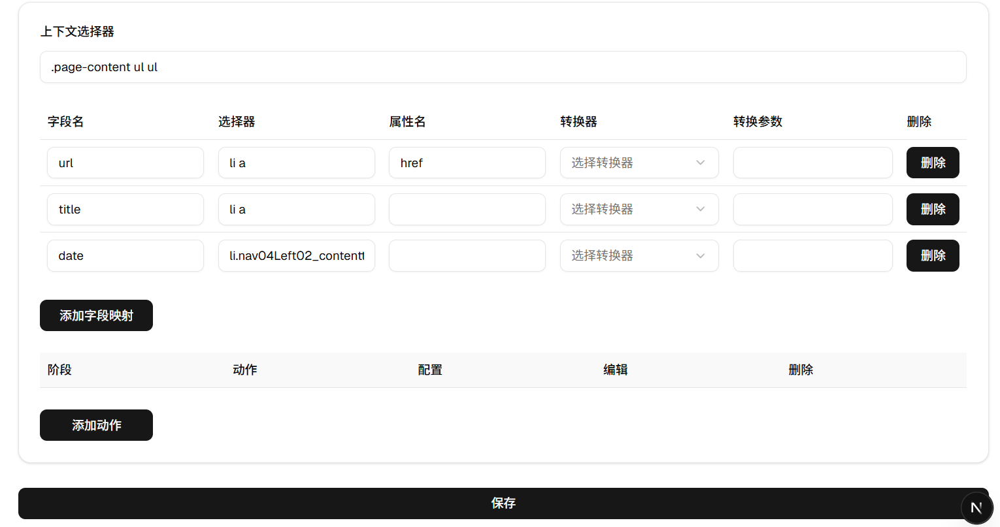 上下文选择器
.page-content ul ul
字段名 选择器 属性名 转换器 转换参数 删除
url li a href 选择转换器 删除
title li a 选择转换器 删除
date li.nav04Left02_content 选择转换器 删除
添加字段映射
阶段 动作 配置 编辑 删除
添加动作
保存
N